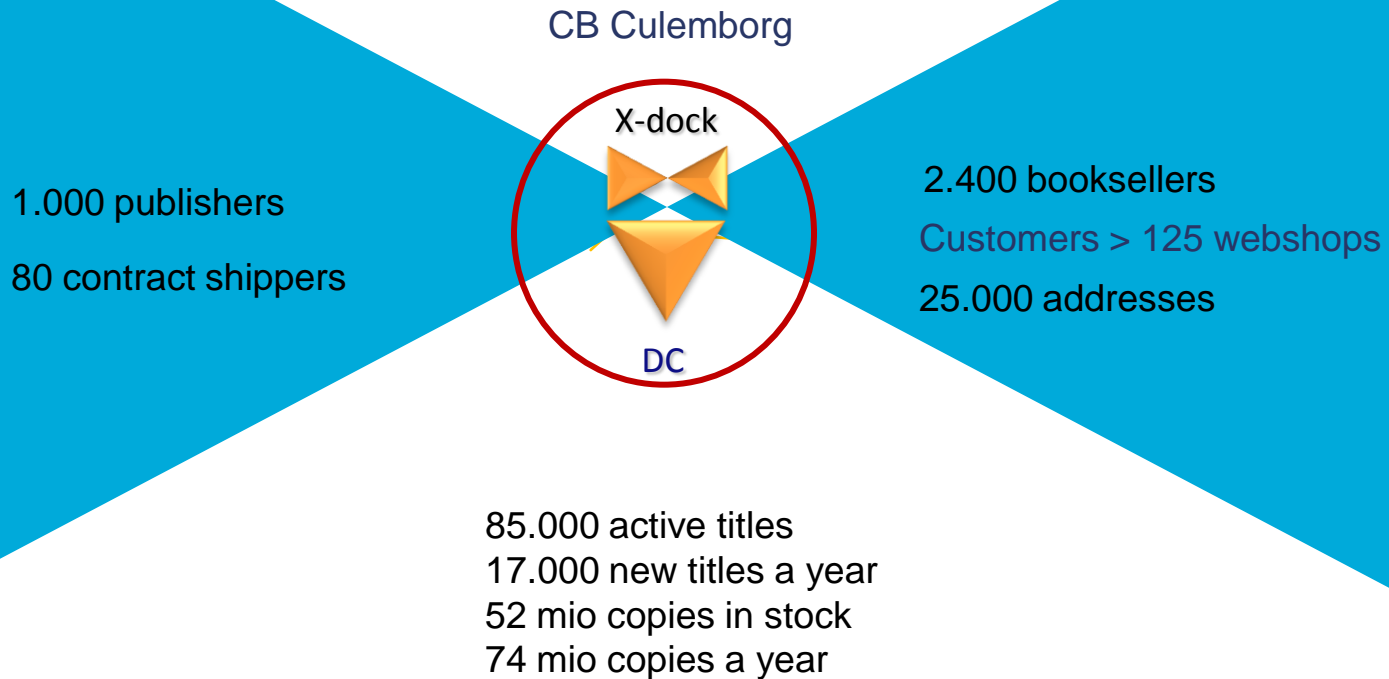 CB Culemborg
X-dock
DC
1.000 publishers
80 contract shippers
2.400 booksellers
Customers > 125 webshops
25.000 addresses
85.000 active titles
17.000 new titles a year
52 mio copies in stock
74 mio copies a year